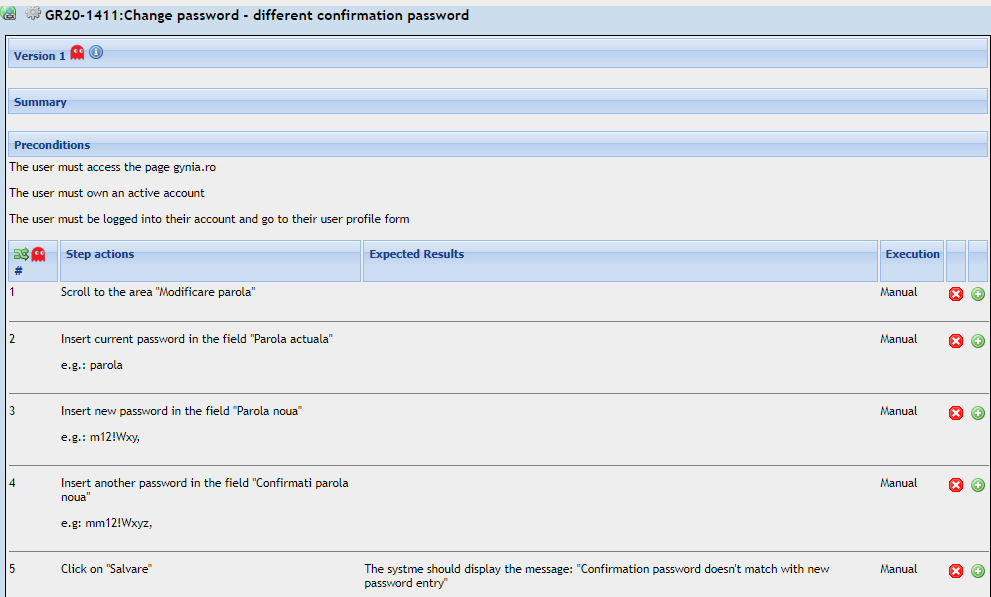 GR20-1411:Change password - different confirmation password
Version 1
Summary
Preconditions
The user must access the page gynia.ro
The user must own an active account
The user must be logged into their account and go to their user profile form
# Step actions Expected Results Execution
1 Scroll to the area "Modificare parola" Manual
2 Insert current password in the field "Parola actuala" Manual
e.g.: parola
3 Insert new password in the field "Parola noua" Manual
e.g.: m12!Wxy,
4 Insert another password in the field "Confirmati parola Manual
noua"
e.g: mm12!Wxyz,
5 Click on "Salvare" The systme should display the message: "Confirmation password doesn't match with new Manual
password entry"